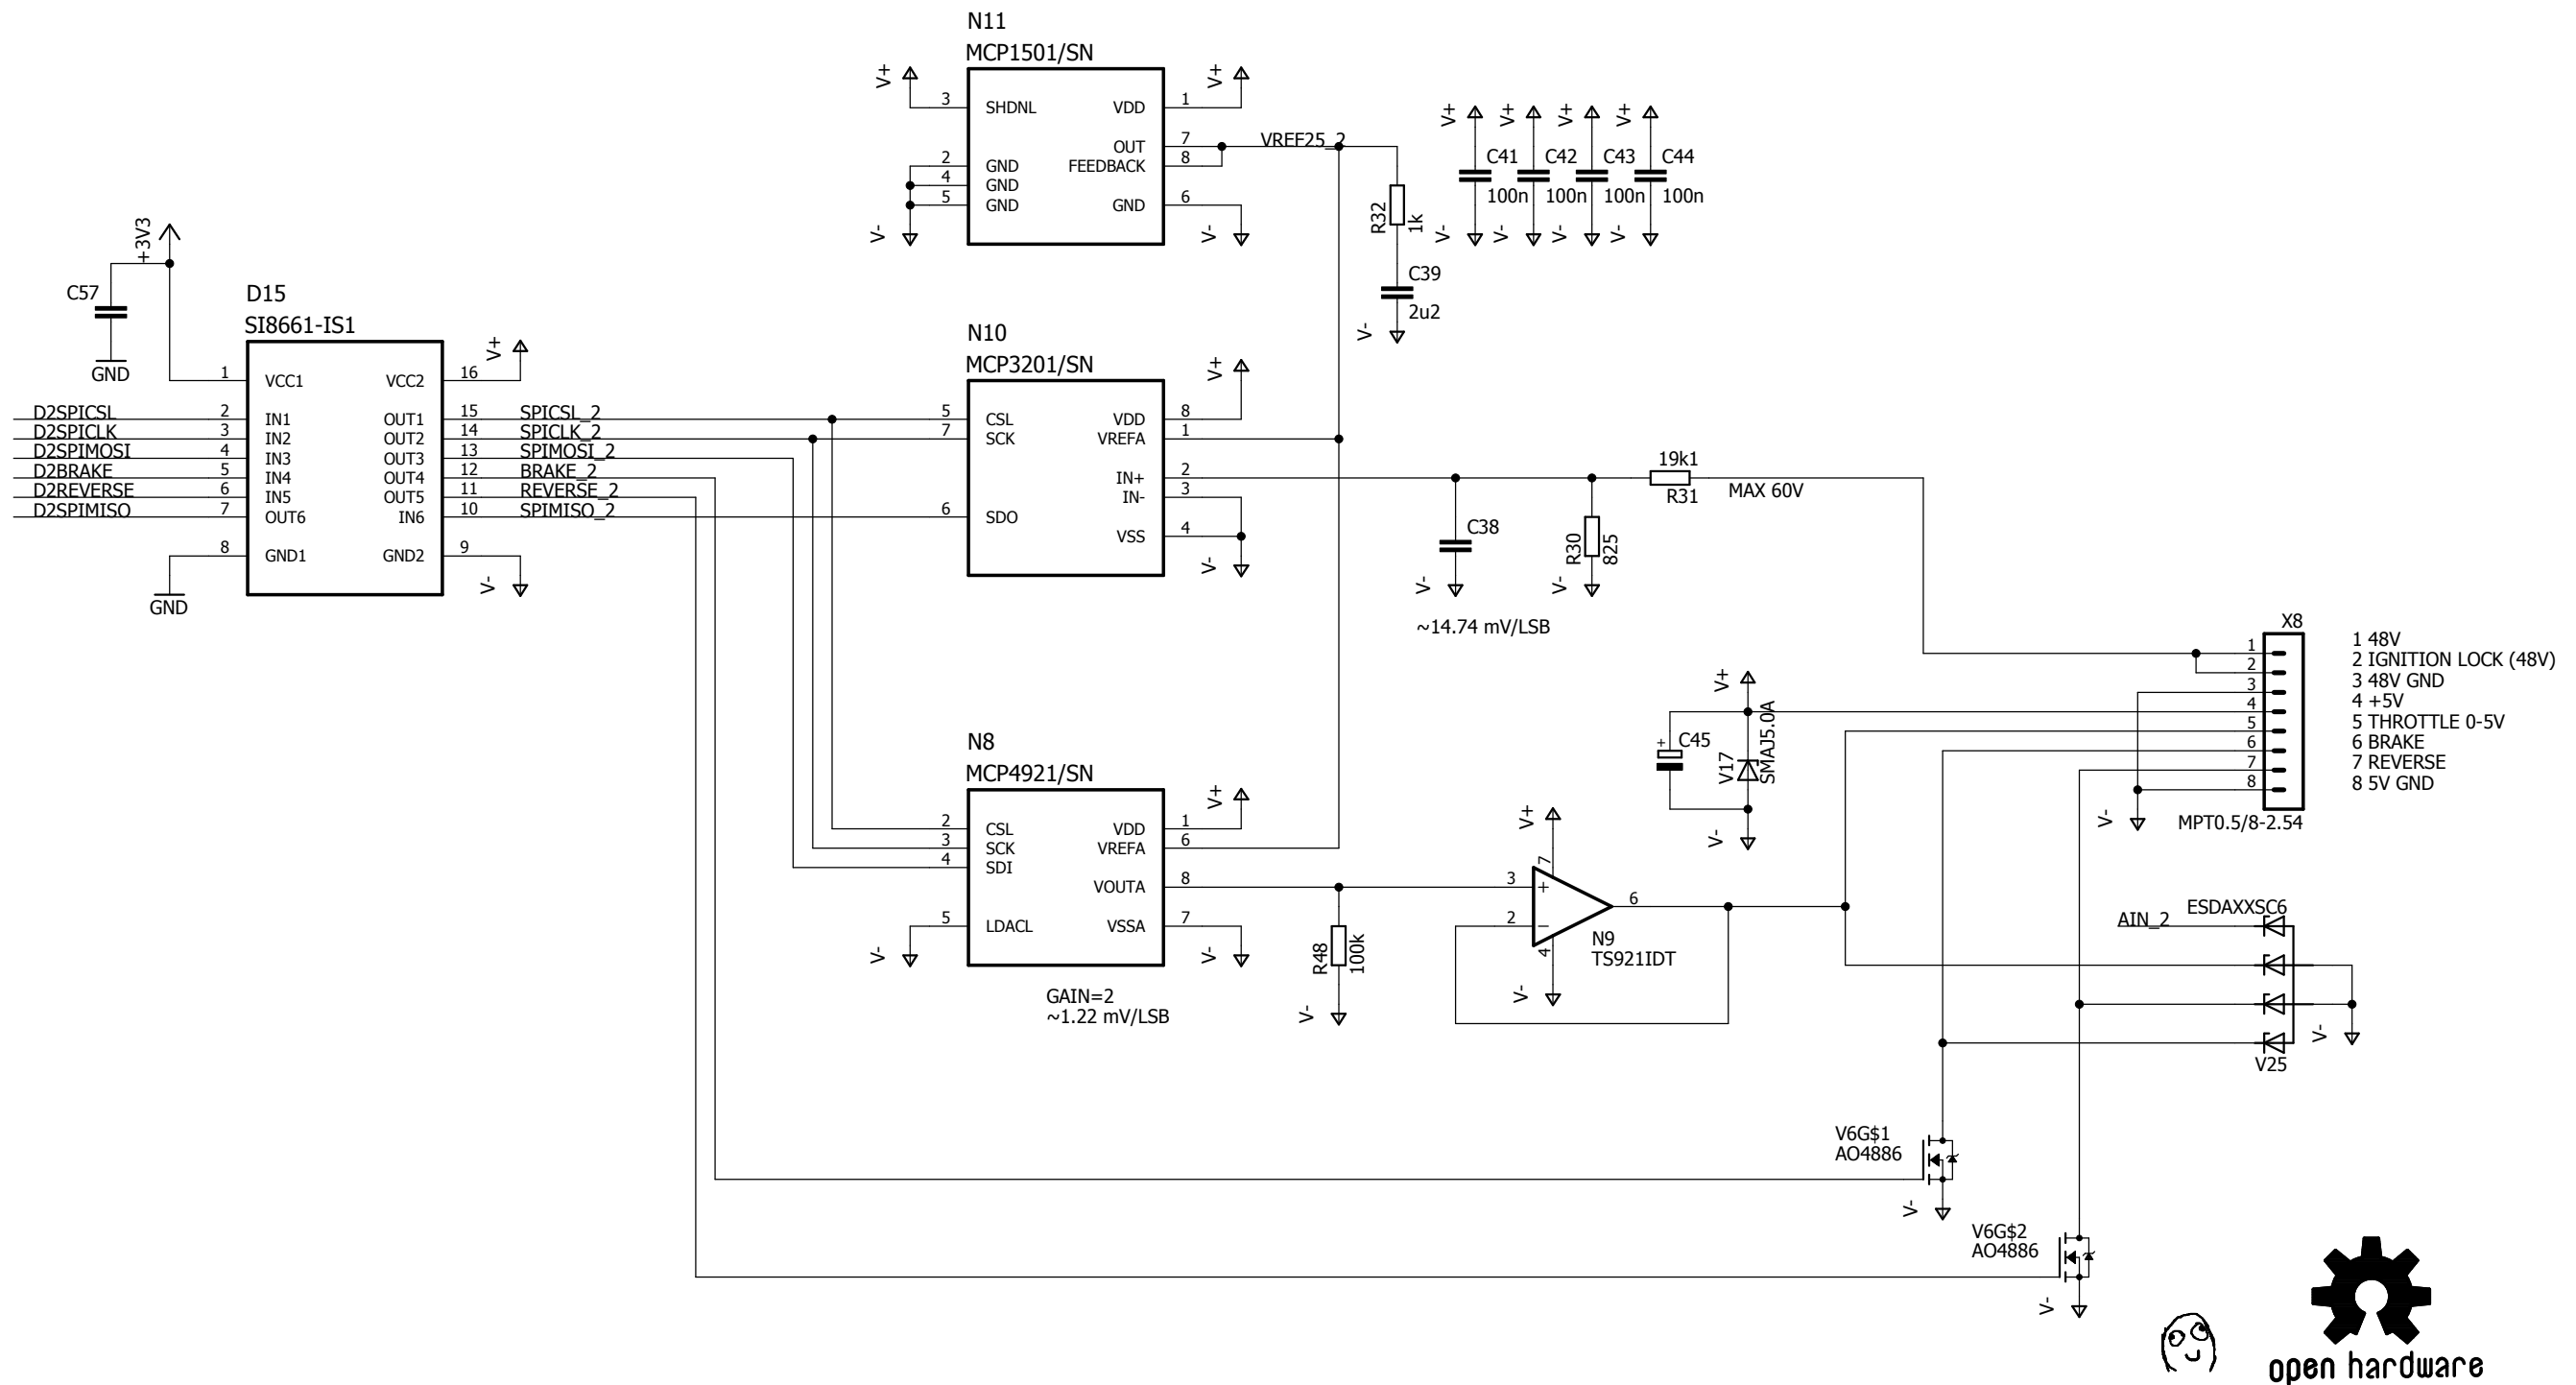 N11
MCP1501/SN
V+
3
SHDNL
VDD
1
V+
OUT
7
VREF25_2
FEEDBACK
8
2
GND
4
GND
5
GND
GND
6
V-
V-
R32
1k
C39
2u2
V-
V+
V+
V+
V+
C41
C42
C43
C44
100n
100n
100n
100n
V-
V-
V-
V-
+3V3
C57
GND
D15
SI8661-IS1
V+
1
VCC1
VCC2
16
D2SPICSL
2
IN1
OUT1
15
SPICSL_2
D2SPICLK
3
IN2
OUT2
14
SPICLK_2
D2SPIMOSI
4
IN3
OUT3
13
SPIMOSI_2
D2BRAKE
5
IN4
OUT4
12
BRAKE_2
D2REVERSE
6
IN5
OUT5
11
REVERSE_2
D2SPIMISO
7
OUT6
IN6
10
SPIMISO_2
8
GND1
GND2
9
GND
V-
N10
MCP3201/SN
V+
5
CSL
VDD
8
7
SCK
VREFA
1
IN+
2
IN-
3
6
SDO
VSS
4
V-
C38
V-
R30
825
V-
19k1
R31
MAX 60V
~14.74 mV/LSB
X8
1
2
3
4
5
6
7
8
MPT0.5/8-2.54
V-
1 48V
2 IGNITION LOCK (48V)
3 48V GND
4 +5V
5 THROTTLE 0-5V
6 BRAKE
7 REVERSE
8 5V GND
V+
+
C45
V17
SMAJ5.0A
V-
N8
MCP4921/SN
V+
2
CSL
VDD
1
3
SCK
VREFA
6
4
SDI
VOUTA
8
5
LDACL
VSSA
7
V-
V-
GAIN=2
~1.22 mV/LSB
R48
100k
V-
V+
7
3
+
6
2
−
4
N9
TS921IDT
V-
ESDAXXSC6
AIN_2
V-
V25
V6G$1
AO4886
V-
V6G$2
AO4886
V-
open hardware